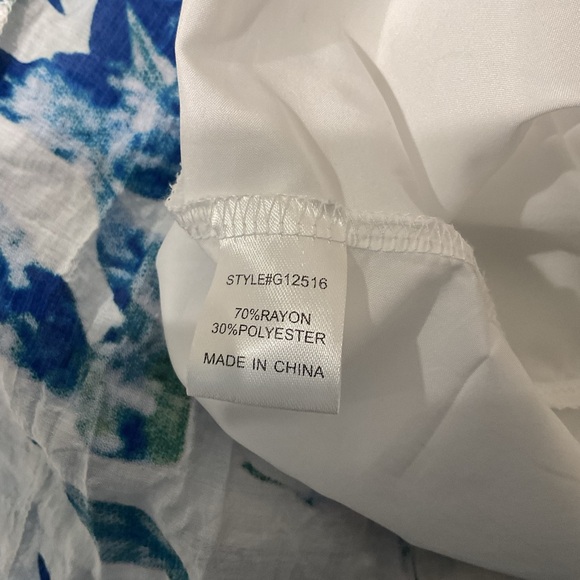 STYLE#G12516
70%RAYON
30%POLYESTER
MADE IN CHINA